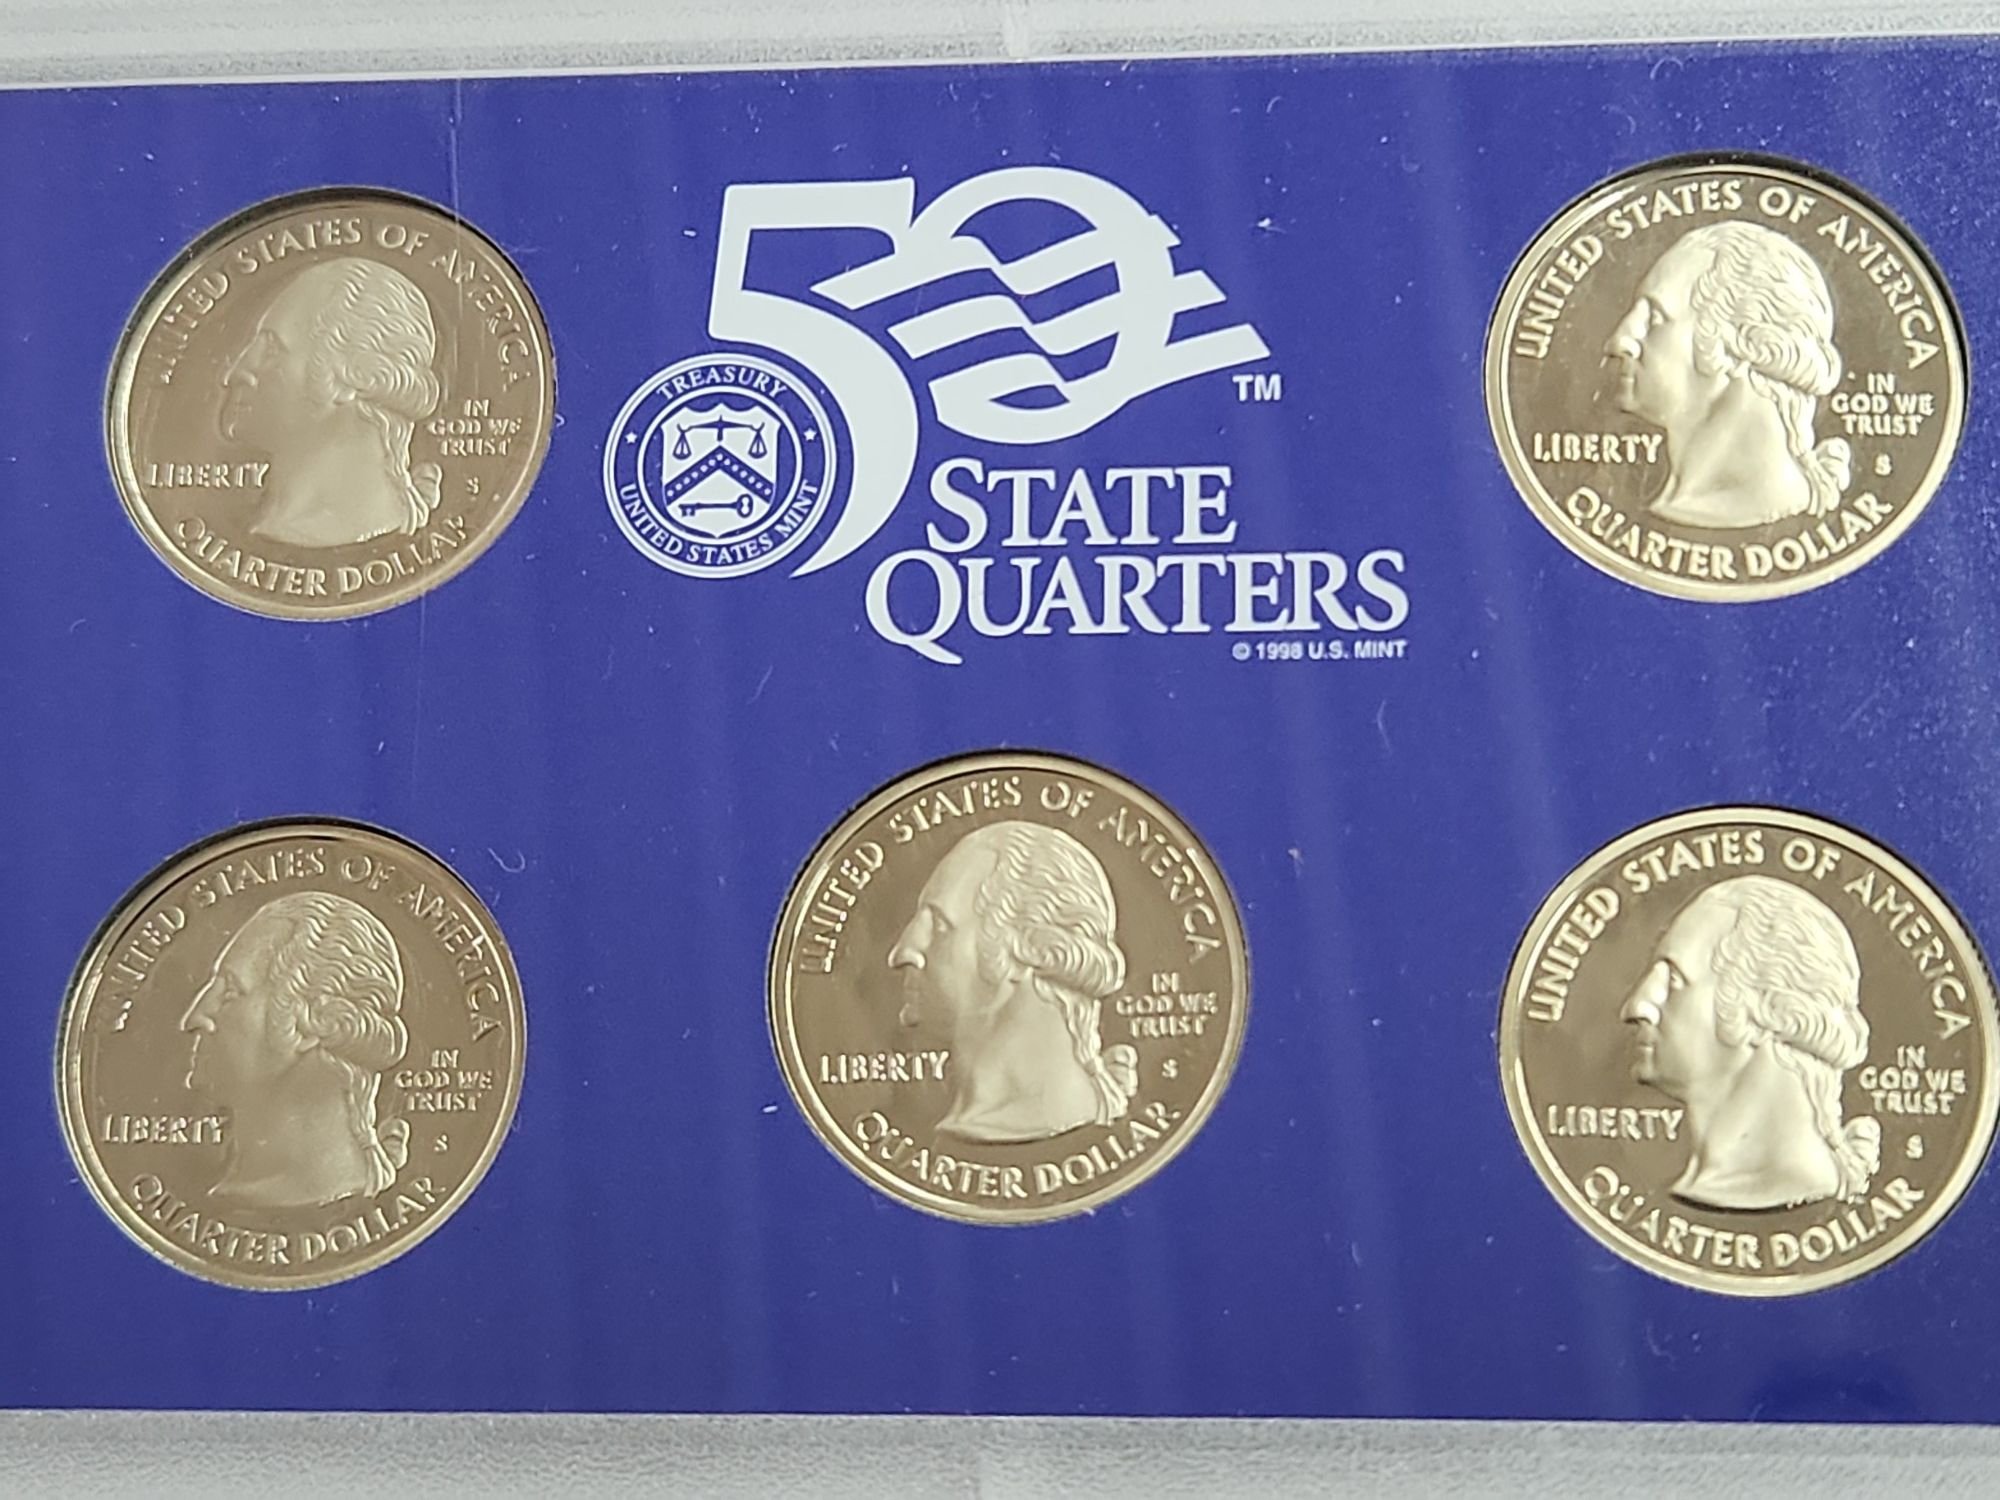 UNITED STATES OF AMERICA
LIBERTY
IN
GOD WE
TRUST
S
QUARTER DOLLAR
50
TM
TREASURY
UNITED STATES MINT
STATE
QUARTERS
© 1998 U.S. MINT
UNITED STATES OF AMERICA
LIBERTY
IN
GOD WE
TRUST
S
QUARTER DOLLAR
UNITED STATES OF AMERICA
LIBERTY
IN
GOD WE
TRUST
S
QUARTER DOLLAR
UNITED STATES OF AMERICA
LIBERTY
IN
GOD WE
TRUST
S
QUARTER DOLLAR
UNITED STATES OF AMERICA
LIBERTY
IN
GOD WE
TRUST
S
QUARTER DOLLAR